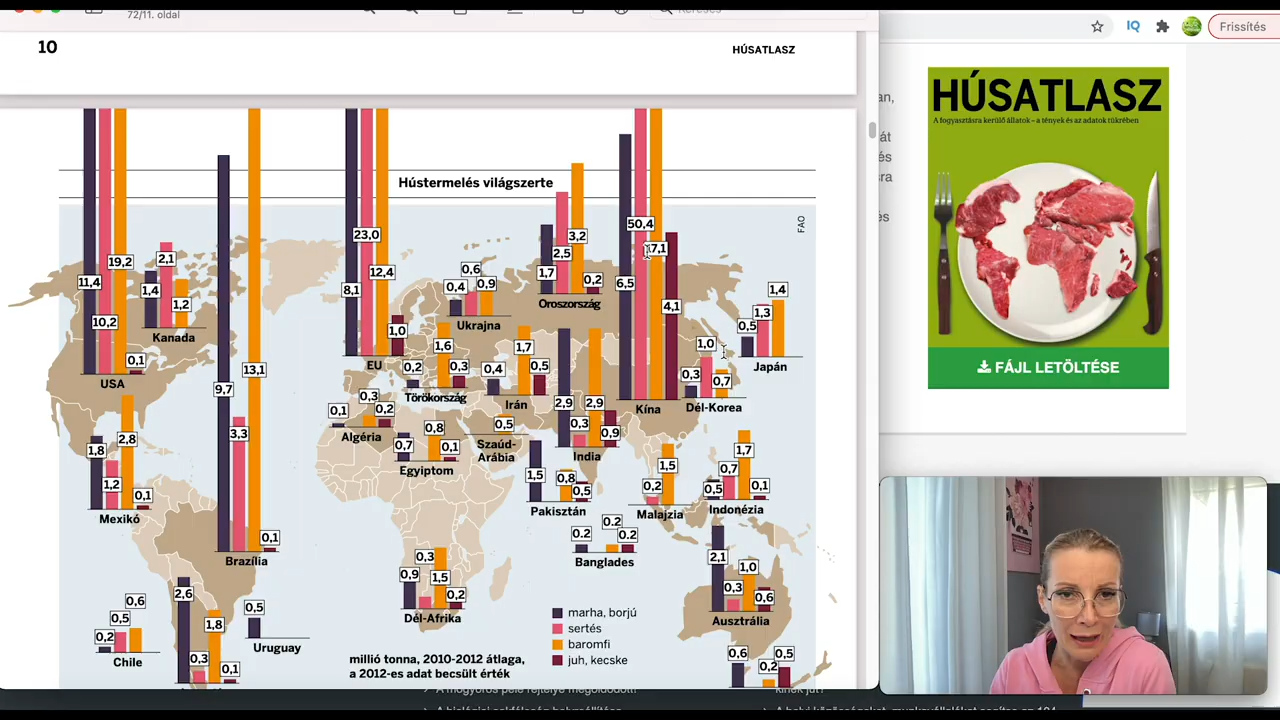 72/11. oldal
Keresés
Frissítés
10
HÚSATLASZ
Hústermelés világszerte
FAO
11,4
10,2
19,2
0,1
USA
1,4
2,1
1,2
Kanada
9,7
3,3
13,1
0,1
Brazília
8,1
23,0
12,4
1,0
EU
0,4
0,6
0,9
Ukrajna
1,7
2,5
3,2
0,2
Oroszország
6,5
50,4
4,1
Kína
0,5
1,3
1,4
Japán
0,3
1,0
0,7
Dél-Korea
0,2
1,6
0,3
Törökország
0,4
1,7
0,5
Irán
2,9
0,3
2,9
0,9
India
0,1
0,3
0,2
Algéria
0,7
0,8
0,1
Egyiptom
0,5
Szaúd-
Arábia
1,8
1,2
2,8
0,1
Mexikó
1,5
0,8
0,5
Pakisztán
0,2
1,5
Malajzia
0,5
0,7
1,7
0,1
Indonézia
0.2
0.2
0.2
Banglades
0,9
0,3
1,5
0,2
Dél-Afrika
2,1
0,3
1,0
0,6
Ausztrália
0,2
0,5
0,6
Chile
2,6
0,3
1,8
0,1
0,5
Uruguay
0,6
0,2
0,5
marha, borjú
sertés
baromfi
juh, kecske
millió tonna, 2010-2012 átlaga,
a 2012-es adat becsült érték
HÚSATLASZ
A fogyasztásra kerülő állatok – a tények és az adatok tükrében
FÁJL LETÖLTÉSE